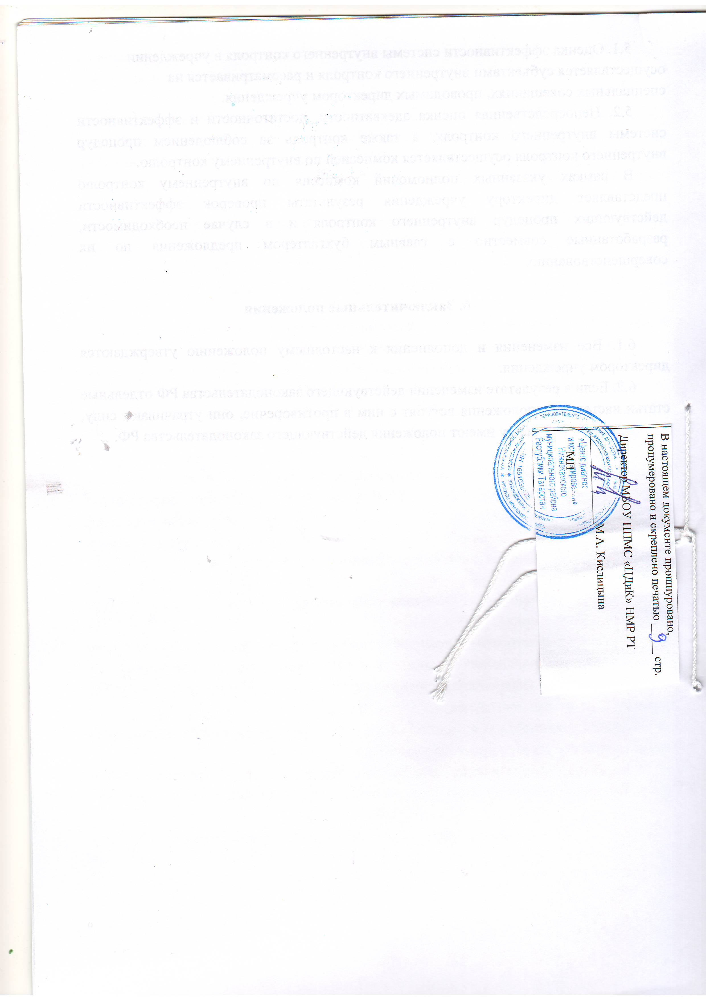 В настоящем документе прошнуровано,
пронумеровано и скреплено печатью 9 стр.
Директор МБОУ ППМС «ЦДиК» НМР РТ
М.А. Кислицына
МП
ОБРАЗОВАТЕЛЬНОЕ
«Центр диагнос
Нижнекамского
муниципального района
Республики Татарстан
5.1. Оценка эффективности системы внутреннего контроля в учреждении
осуществляется субъектами внутреннего контроля и рассматривается на
специальных совещаниях, проводимых директором учреждения.
5.2. Непосредственная оценка адекватности, достаточности и эффективности
системы внутреннего контроля, а также контроль за соблюдением процедур
внутреннего контроля осуществляется комиссией по внутреннему контролю.
В рамках указанных полномочий комиссия по внутреннему контролю
представляет директору учреждения результаты проверок эффективности
действующих процедур внутреннего контроля и в случае необходимости,
разработанные совместно с главным бухгалтером предложения по их
совершенствованию.
6. Заключительные положения
6.1. Все изменения и дополнения к настоящему положению утверждаются
директором учреждения.
6.2. Если в результате изменения действующего законодательства РФ отдельные
статьи положения вступят с ним в противоречие, они утрачивают силу,
имеют положения действующего законодательства РФ.